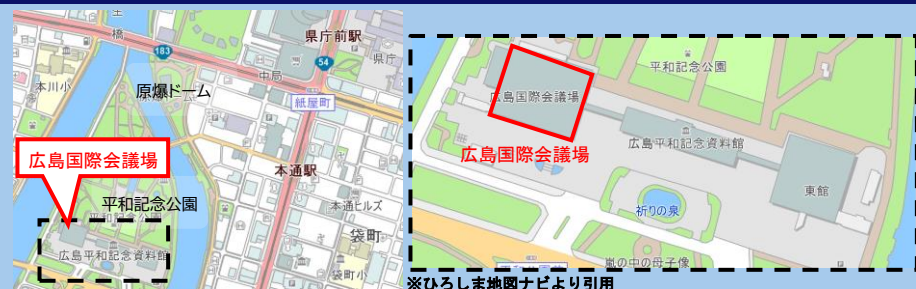 橋
県庁前駅
183
県庁
54
中局
本川小
原爆ドーム
紙屋町
広島国際会議場
本通駅
平和記念公園
本通ヒルズ
袋町
広島平和記念資料館
袋町小
平和記念公園
広島国際会議場
広島国際会議場
広島平和記念資料館
東館
祈りの泉
嵐の中の母子像
※ひろしま地図ナビより引用